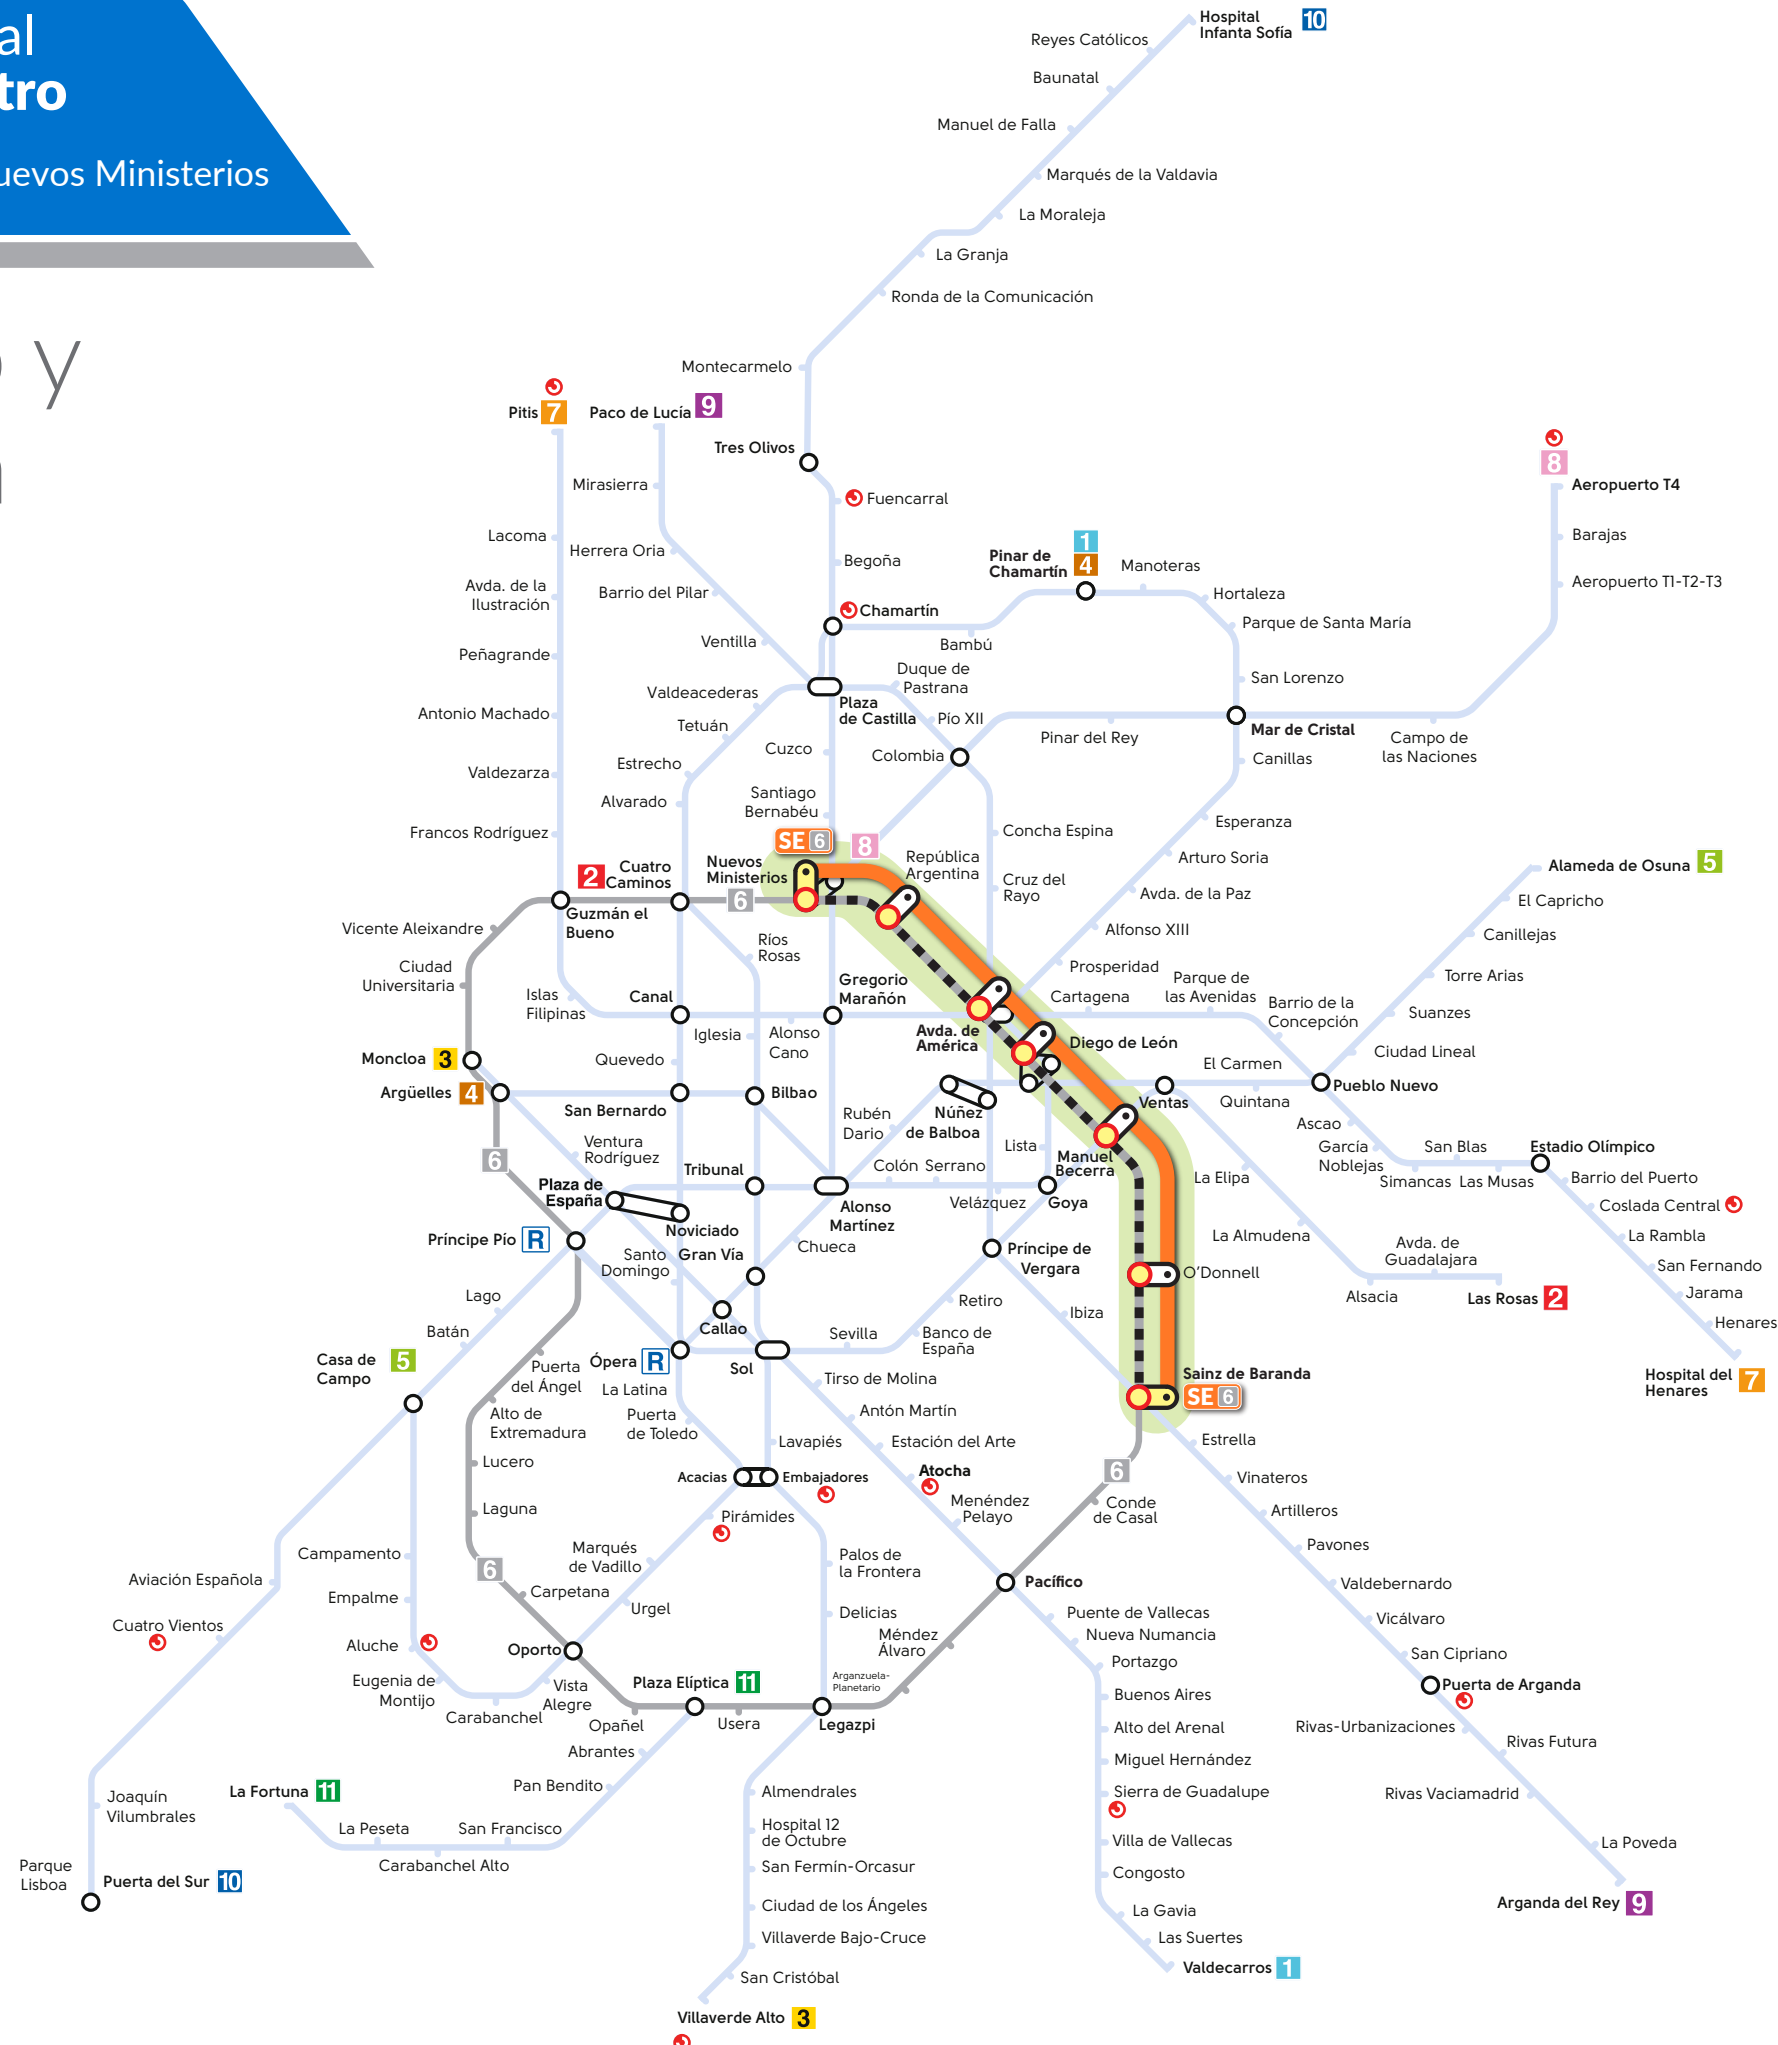 al
tro
uevos Ministerios
y
Hospital
Infanta Sofía
10
Reyes Católicos
Baunatal
Manuel de Falla
Marqués de la Valdavia
La Moraleja
La Granja
Ronda de la Comunicación
Montecarmelo
Pitis 7
Paco de Lucía 9
Tres Olivos
8
Aeropuerto T4
Mirasierra
Fuencarral
Lacoma
Herrera Oria
Barajas
Begoña
1
Pinar de
Chamartín
4
Manoteras
Aeropuerto T1-T2-T3
Avda. de la
Ilustración
Barrio del Pilar
Hortaleza
Chamartín
Parque de Santa María
Ventilla
Bambú
Peñagrande
Duque de
Pastrana
San Lorenzo
Valdeacederas
Plaza
de Castilla
Pío XII
Antonio Machado
Tetuán
Mar de Cristal
Pinar del Rey
Campo de
las Naciones
Cuzco
Colombia
Canillas
Estrecho
Valdezarza
Santiago
Bernabéu
Alvarado
Esperanza
Francos Rodríguez
SE 6
8
Concha Espina
República
Argentina
Arturo Soria
Nuevos
Ministerios
Alameda de Osuna 5
2
Cuatro
Caminos
6
Cruz del
Rayo
Avda. de la Paz
El Capricho
Guzmán el
Bueno
Vicente Aleixandre
Alfonso XIII
Canillejas
Ríos
Rosas
Ciudad
Universitaria
Prosperidad
Torre Arias
Gregorio
Marañón
Parque de
las Avenidas
Islas
Filipinas
Canal
Cartagena
Barrio de la
Concepción
Suanzes
Iglesia
Alonso
Cano
Avda. de
América
Diego de León
Ciudad Lineal
Moncloa 3
Quevedo
El Carmen
Pueblo Nuevo
Argüelles 4
San Bernardo
Bilbao
Rubén
Dario
Núñez
de Balboa
Ventas
Quintana
Ascao
Ventura
Rodríguez
Lista
Manuel
Becerra
García
Noblejas
San Blas
Estadio Olímpico
6
Tribunal
Colón
Serrano
La Elipa
Simancas
Las Musas
Barrio del Puerto
Plaza de
España
Velázquez
Goya
Coslada Central
Noviciado
Alonso
Martínez
La Almudena
La Rambla
Príncipe Pío R
Santo
Domingo
Gran Vía
Chueca
Príncipe de
Vergara
Avda. de
Guadalajara
San Fernando
O'Donnell
Lago
Retiro
Alsacia
Las Rosas 2
Jarama
Ibiza
Henares
Batán
Callao
Sevilla
Banco de
España
Casa de
Campo
5
Puerta
del Ángel
Ópera R
Sol
Sainz de Baranda
SE 6
Hospital del
Henares
7
La Latina
Tirso de Molina
Alto de
Extremadura
Puerta
de Toledo
Antón Martín
Lavapiés
Estación del Arte
Estrella
Lucero
Acacias
Embajadores
Atocha
6
Vinateros
Laguna
Pirámides
Menéndez
Pelayo
Conde
de Casal
Artilleros
Campamento
Marqués
de Vadillo
Palos de
la Frontera
Pavones
6
Aviación Española
Carpetana
Pacífico
Valdebernardo
Empalme
Urgel
Delicias
Puente de Vallecas
Vicálvaro
Cuatro Vientos
Aluche
Oporto
Méndez
Álvaro
Nueva Numancia
San Cipriano
Eugenia de
Montijo
Vista
Alegre
Plaza Elíptica 11
Arganzuela-
Planetario
Portazgo
Puerta de Arganda
Carabanchel
Opañel
Usera
Legazpi
Buenos Aires
Alto del Arenal
Rivas-Urbanizaciones
Rivas Futura
Abrantes
Miguel Hernández
Pan Bendito
Almendrales
Sierra de Guadalupe
Rivas Vaciamadrid
Joaquín
Vilumbrales
La Fortuna 11
La Peseta
San Francisco
Hospital 12
de Octubre
Villa de Vallecas
La Poveda
Carabanchel Alto
San Fermín-Orcasur
Congosto
Parque
Lisboa
Puerta del Sur 10
Ciudad de los Ángeles
La Gavia
Arganda del Rey 9
Villaverde Bajo-Cruce
Las Suertes
San Cristóbal
Valdecarros 1
Villaverde Alto 3